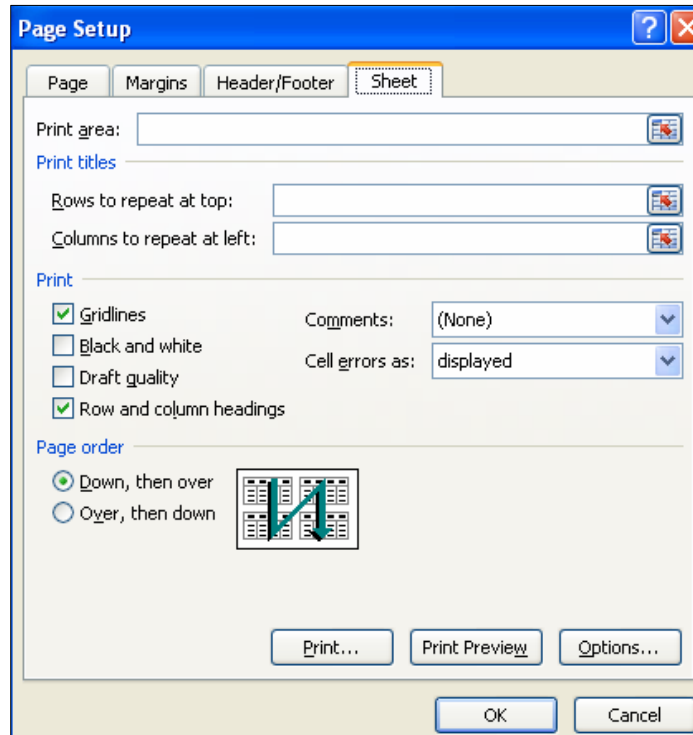 Page Setup
Page Margins Header/Footer Sheet
Print area:
Print titles
Rows to repeat at top:
Columns to repeat at left:
Print
Gridlines
Comments: (None)
Black and white
Cell errors as: displayed
Draft quality
Row and column headings
Page order
Down, then over
Over, then down
Print... Print Preview Options...
OK Cancel